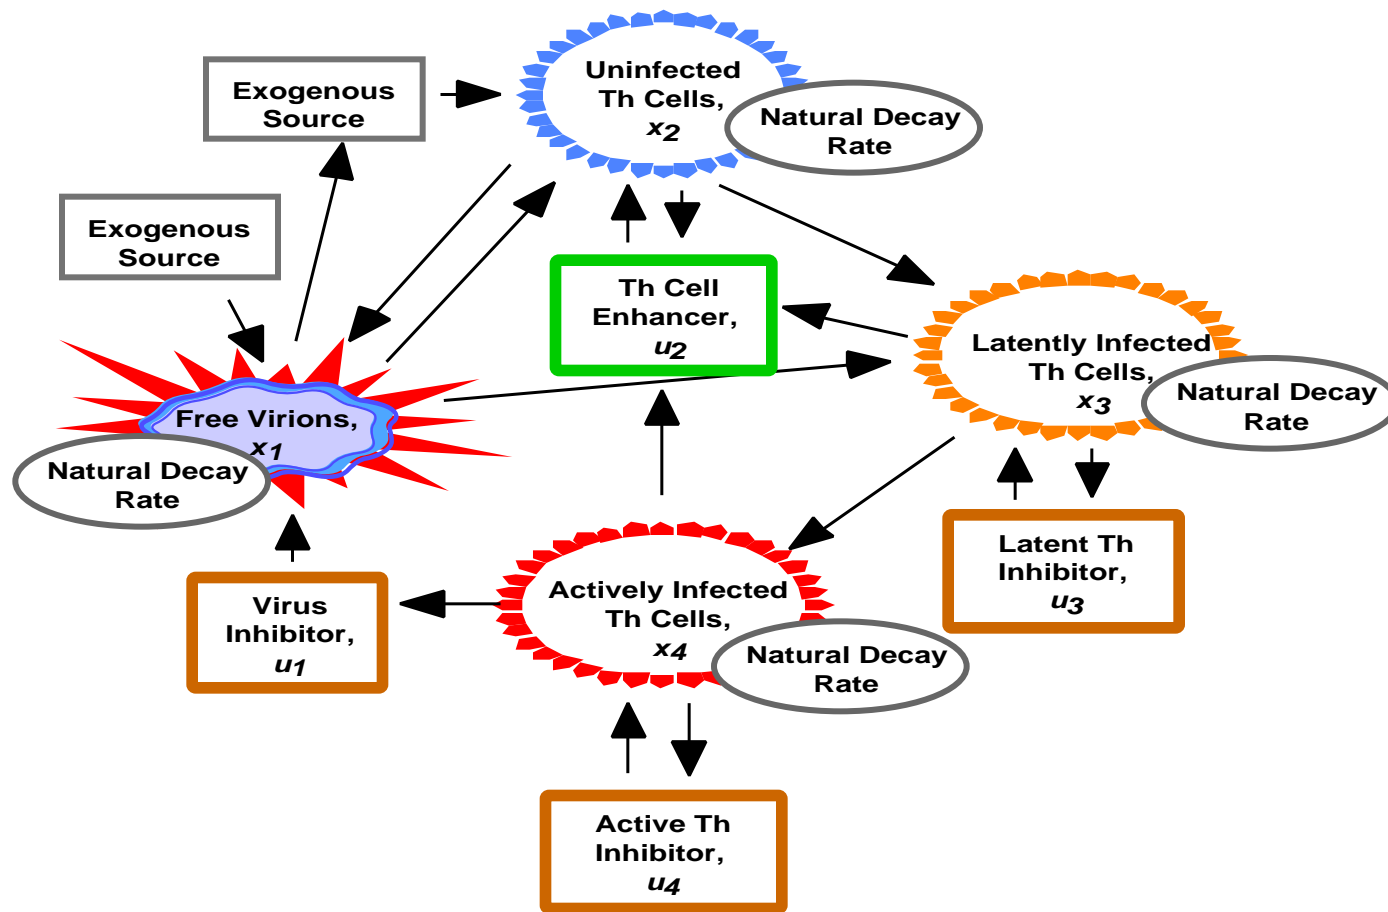 Uninfected
Th Cells,
x2
Natural Decay
Rate
Exogenous
Source
Exogenous
Source
Th Cell
Enhancer,
u2
Latently Infected
Th Cells,
x3
Natural Decay
Rate
Free Virions,
x1
Natural Decay
Rate
Latent Th
Inhibitor,
u3
Actively Infected
Th Cells,
x4
Natural Decay
Rate
Virus
Inhibitor,
u1
Active Th
Inhibitor,
u4